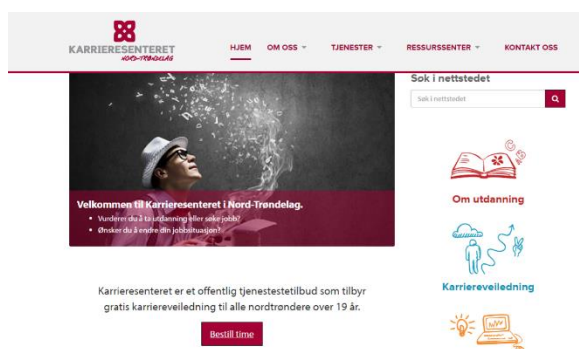 KARRIERESENTERET
NORD-TRØNDELAG
HJEM OM OSS TJENESTER RESSURSSENTER KONTAKT OSS
Søk i nettstedet
Søk i nettstedet
Velkommen til Karrieresenteret i Nord-Trøndelag.
Vurderer du å ta utdanning eller søke jobb?
Ønsker du å endre din jobbsituasjon?
Om utdanning
Karriereveiledning
Karrieresenteret er et offentlig tjenestestetilbud som tilbyr
gratis karriereveiledning til alle nordtrøndere over 19 år.
Bestill time